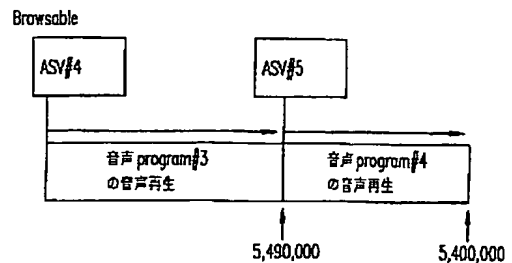 Browsable
ASV#4
ASV#5
音声program#3
の音声再生
音声program#4
の音声再生
5,490,000
5,400,000